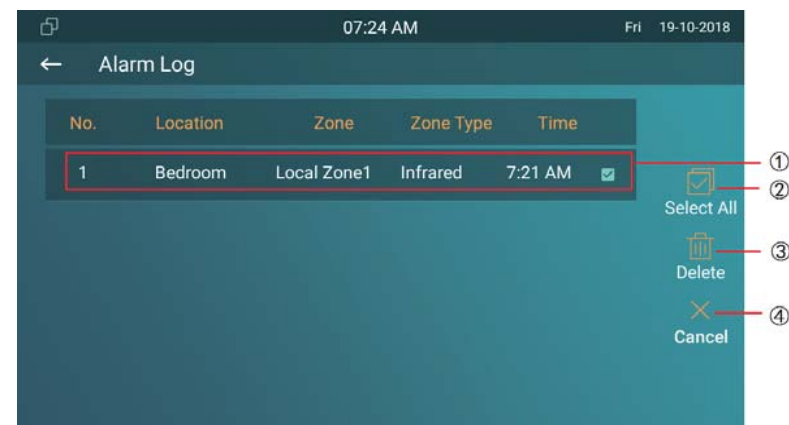 07:24 AM Fri 19-10-2018
Alarm Log
No. Location Zone Zone Type Time
1 Bedroom Local Zone1 Infrared 7:21 AM
①
②
Select All
③
Delete
④
Cancel